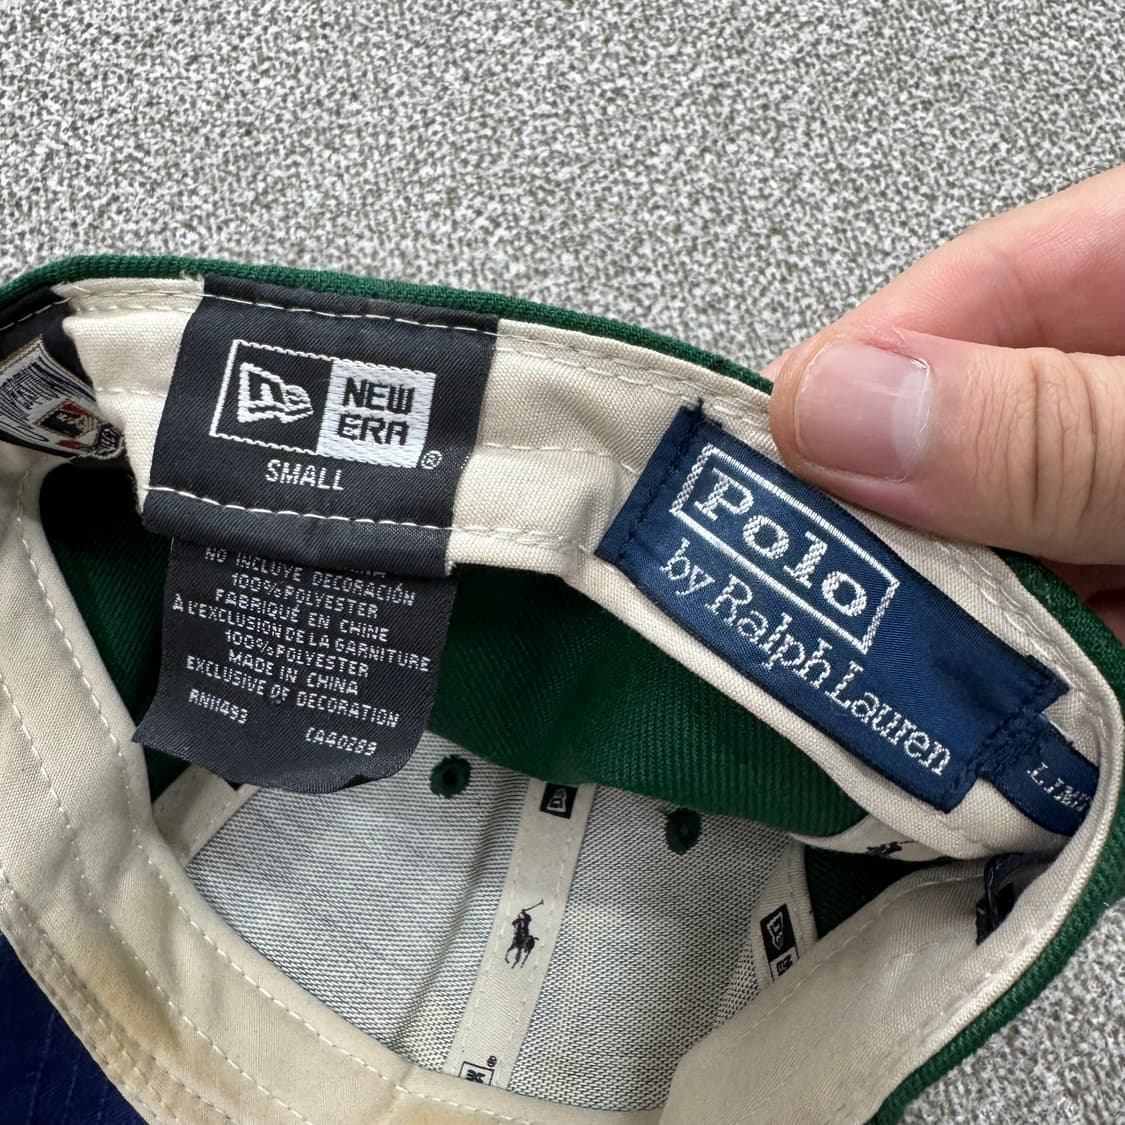 NEW
ERA
®
SMALL
NO INCLUYE DECORACIÓN
100% POLYESTER
FABRIQUÉ EN CHINE
À L'EXCLUSION DE LA GARNITURE
100% POLYESTER
MADE IN CHINA
EXCLUSIVE OF DECORATION
RN11493
CA40289
Polo
by Ralph Lauren